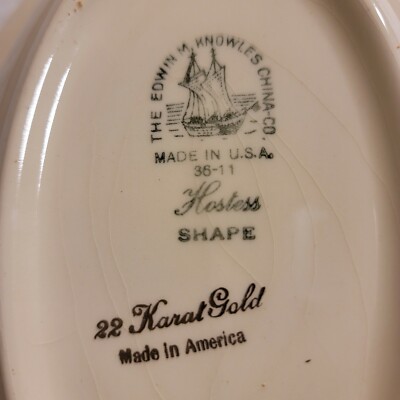 THE EDWIN M. KNOWLES CHINA-CO.
MADE IN U.S.A.
36-11
Hostess
SHAPE
22 Karat Gold
Made in America